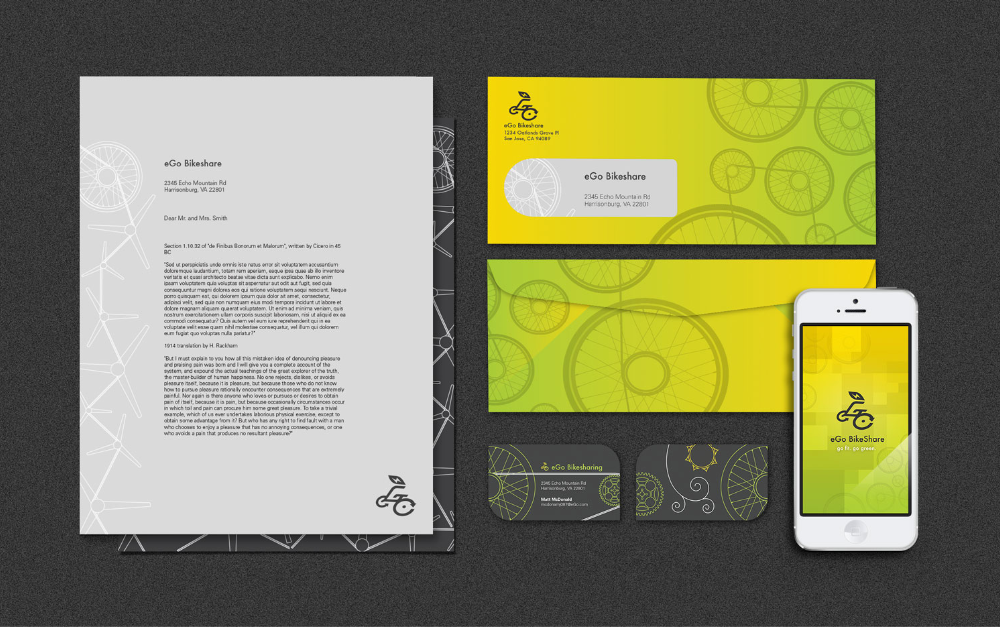 eGo Bikeshare
2345 Echo Mountain Rd
Harrisonburg, VA 22801
Dear Mr. and Mrs. Smith
Section 1.10.32 of "de Finibus Bonorum et Malorum", written by Cicero in 45
BC
"Sed ut perspiciatis unde omnis iste natus error sit voluptatem accusantium
doloremque laudantium, totam rem aperiam, eaque ipsa quae ab illo inventore
veritatis et quasi architecto beatae vitae dicta sunt explicabo. Nemo enim
ipsam voluptatem quia voluptas sit aspernatur aut odit aut fugit, sed quia
consequuntur magni dolores eos qui ratione voluptatem sequi nesciunt. Neque
porro quisquam est, qui dolorem ipsum quia dolor sit amet, consectetur,
adipisci velit, sed quia non numquam eius modi tempora incidunt ut labore et
dolore magnam aliquam quaerat voluptatem. Ut enim ad minima veniam, quis
nostrum exercitationem ullam corporis suscipit laboriosam, nisi ut aliquid ex ea
commodi consequatur? Quis autem vel eum iure reprehenderit qui in ea
voluptate velit esse quam nihil molestiae consequatur, vel illum qui dolorem
eum fugiat quo voluptas nulla pariatur?"
1914 translation by H. Rackham
"But I must explain to you how all this mistaken idea of denouncing pleasure
and praising pain was born and I will give you a complete account of the
system, and expound the actual teachings of the great explorer of the truth,
the master-builder of human happiness. No one rejects, dislikes, or avoids
pleasure itself, because it is pleasure, but because those who do not know
how to pursue pleasure rationally encounter consequences that are extremely
painful. Nor again is there anyone who loves or pursues or desires to obtain
pain of itself, because it is pain, but because occasionally circumstances occur
in which toil and pain can procure him some great pleasure. To take a trivial
example, which of us ever undertakes laborious physical exercise, except to
obtain some advantage from it? But who has any right to find fault with a man
who chooses to enjoy a pleasure that has no annoying consequences, or one
who avoids a pain that produces no resultant pleasure?"
eGo Bikeshare
1234 Oaklands Grove Pl
San Jose, CA 94089
eGo Bikeshare
2345 Echo Mountain Rd
Harrisonburg, VA 22801
eGo Bikesharing
2345 Echo Mountain Rd
Harrisonburg, VA 22801
Matt McDonald
eGo BikeShare
go fit. go green